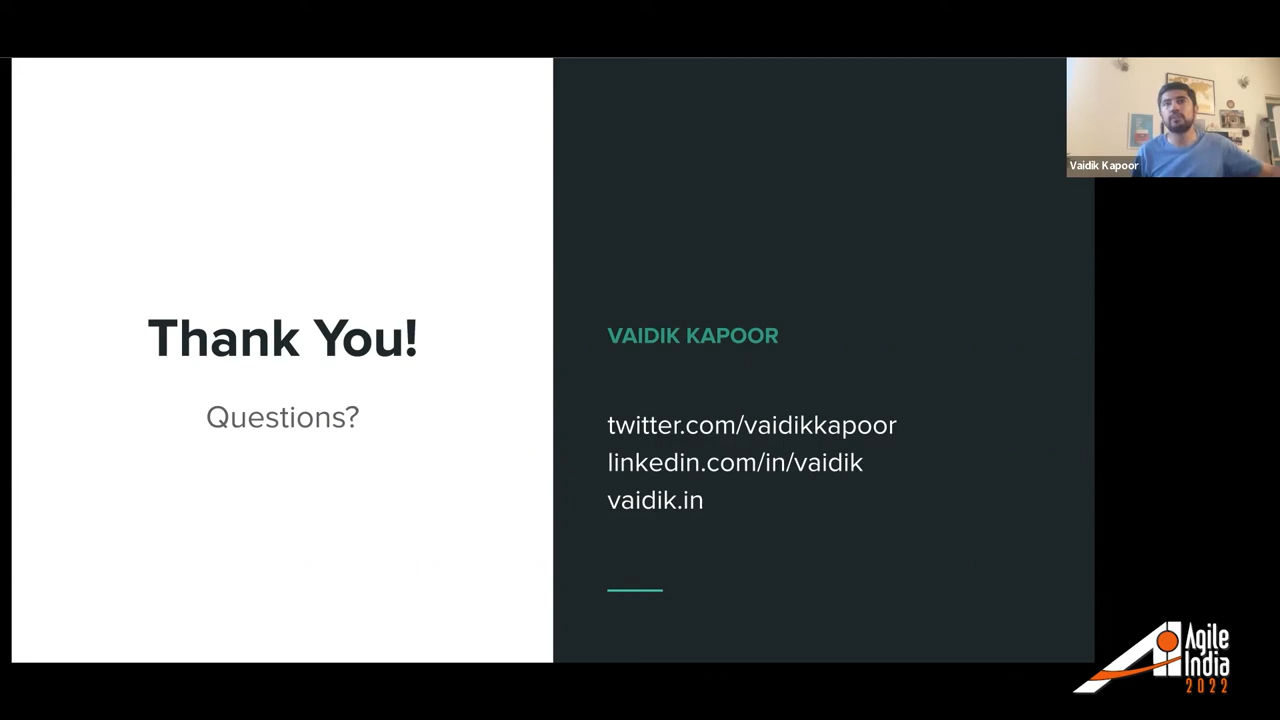 Thank You!
Questions?
VAIDIK KAPOOR
twitter.com/vaidikkapoor
linkedin.com/in/vaidik
vaidik.in
Vaidik Kapoor
Agile
India
2022